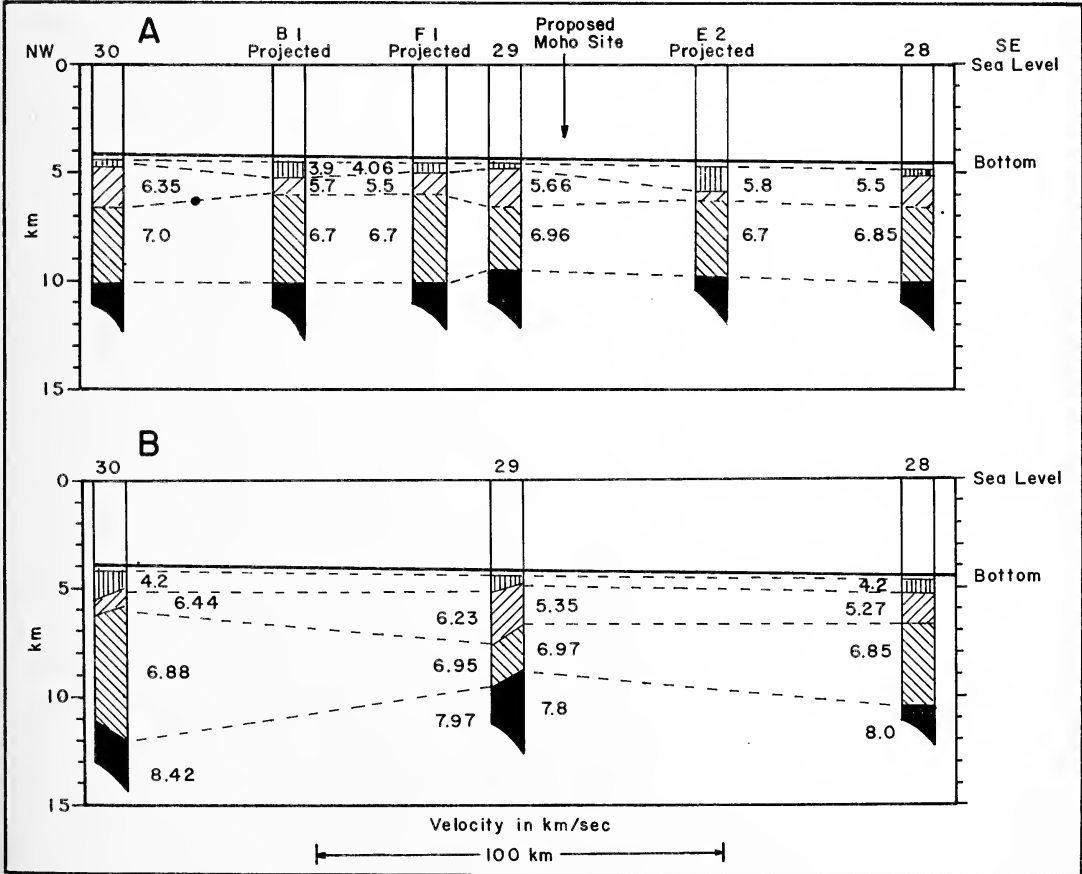 A
NW 30 B 1 Projected F 1 Projected 29 Proposed Moho Site E 2 Projected 28 SE
0 Sea Level
Bottom
5
3.9 4.06
6.35 5.7 5.5 5.66 5.8 5.5
7.0 6.7 6.7 6.96 6.7 6.85
km
10
15
B
30 29 28
0 Sea Level
Bottom
5
4.2 4.2
6.44 6.23 5.35 5.27
km
6.88 6.95 6.97 6.85
10
7.97 7.8 8.0
8.42
15
Velocity in km/sec
100 km